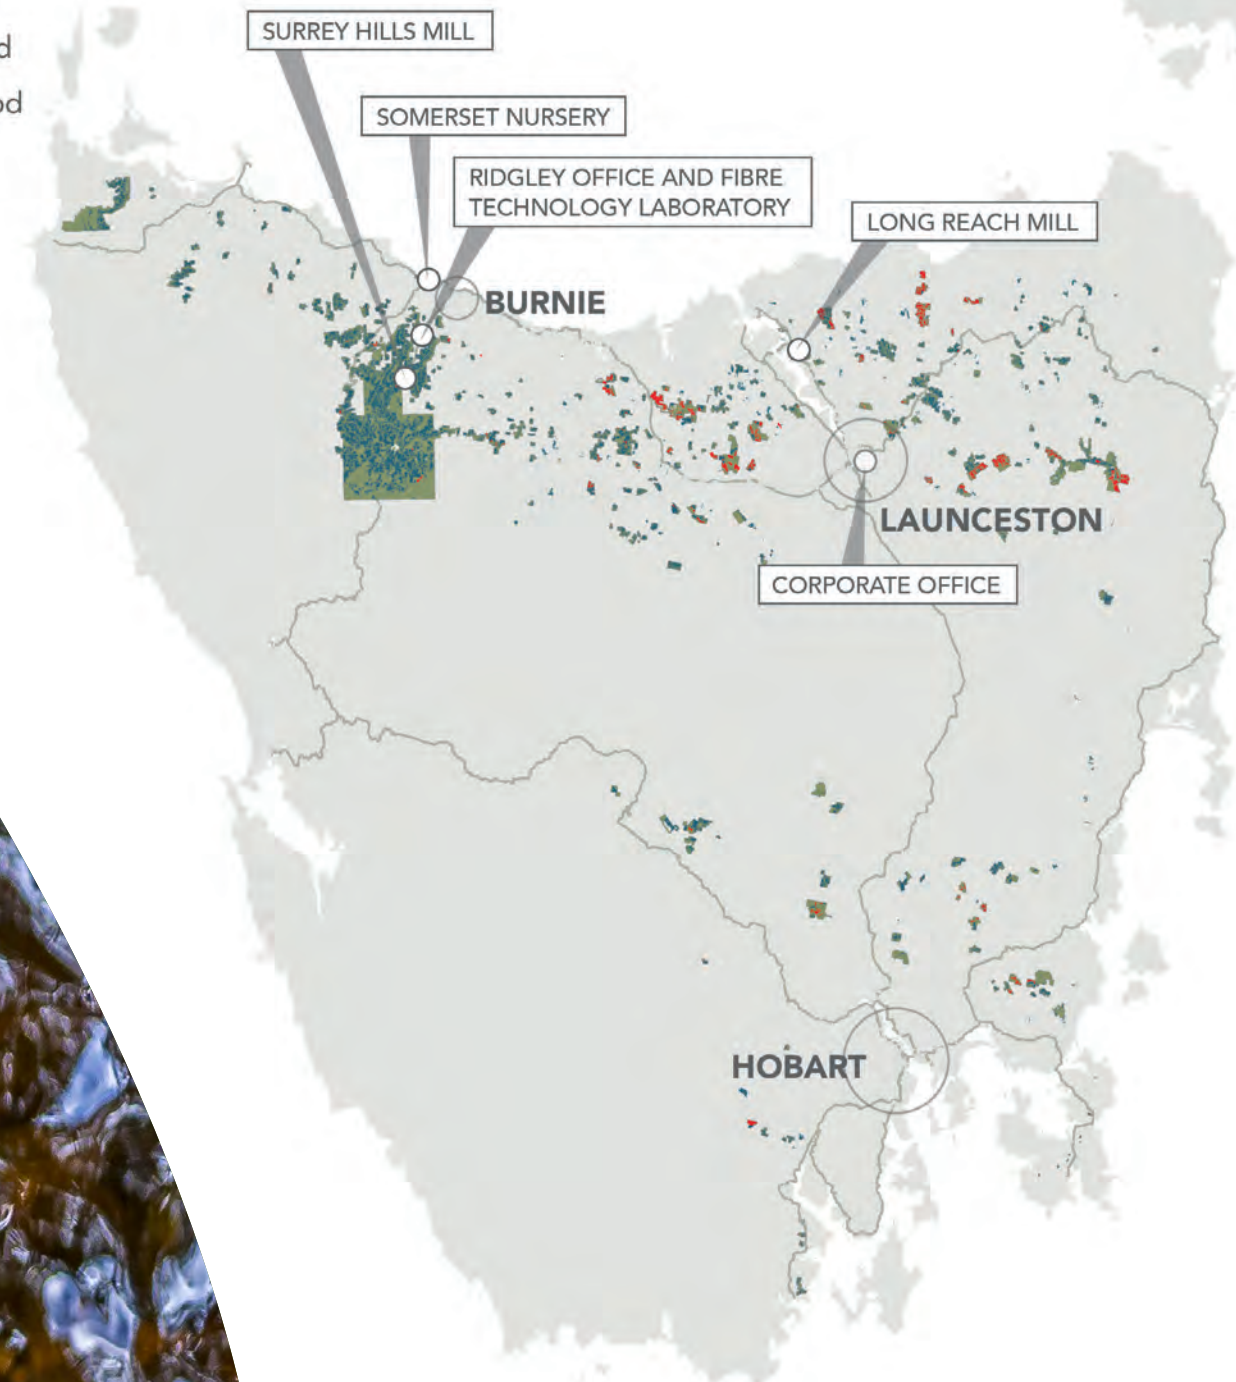 SURREY HILLS MILL
SOMERSET NURSERY
RIDGLEY OFFICE AND FIBRE
TECHNOLOGY LABORATORY
LONG REACH MILL
BURNIE
LAUNCESTON
CORPORATE OFFICE
HOBART